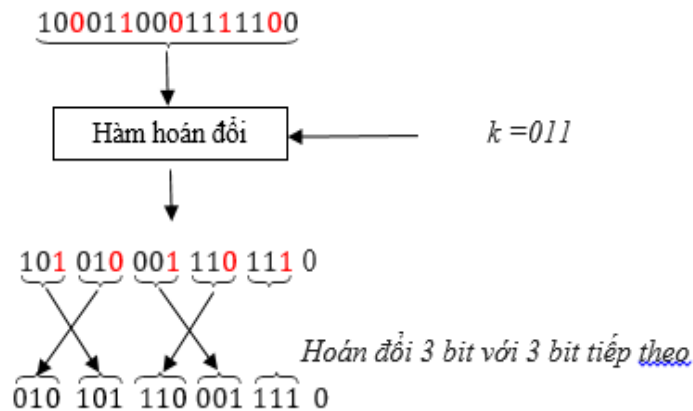 1000110001111100
Hàm hoán đổi
k =011
101 010 001 110 111 0
Hoán đổi 3 bit với 3 bit tiếp theo
010 101 110 001 111 0